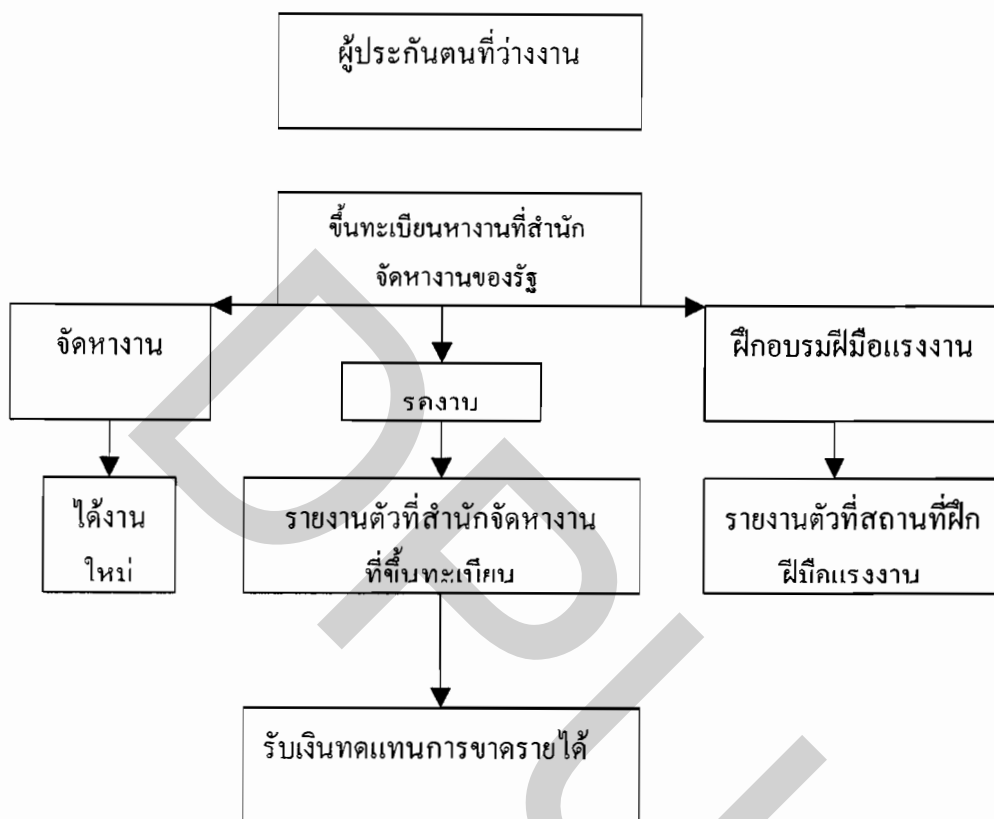 ผู้ประกันตนที่ว่างงาน
ขึ้นทะเบียนหางานที่สำนัก
จัดหางานของรัฐ
จัดหางาน
รองาน
ฝึกอบรมฝีมือแรงงาน
ได้งาน
ใหม่
รายงานตัวที่สำนักจัดหางาน
ที่ขึ้นทะเบียน
รายงานตัวที่สถานที่ฝึก
ฝีมือแรงงาน
รับเงินทดแทนการขาดรายได้